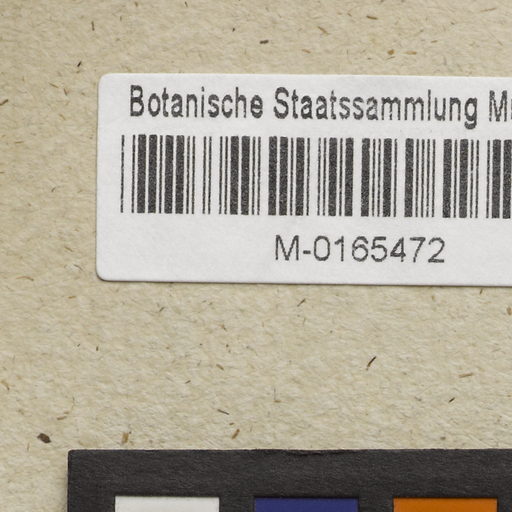 Botanische Staatssammlung
M-0165472